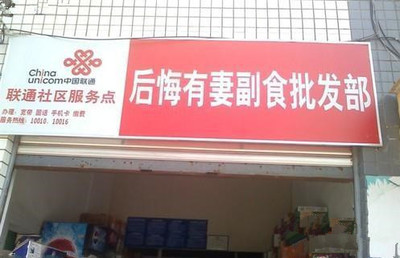 China
unicom中国联通
联通社区服务点
办理：宽带 固话 手机卡 缴费
服务热线：10010、10016
后悔有妻副食批发部